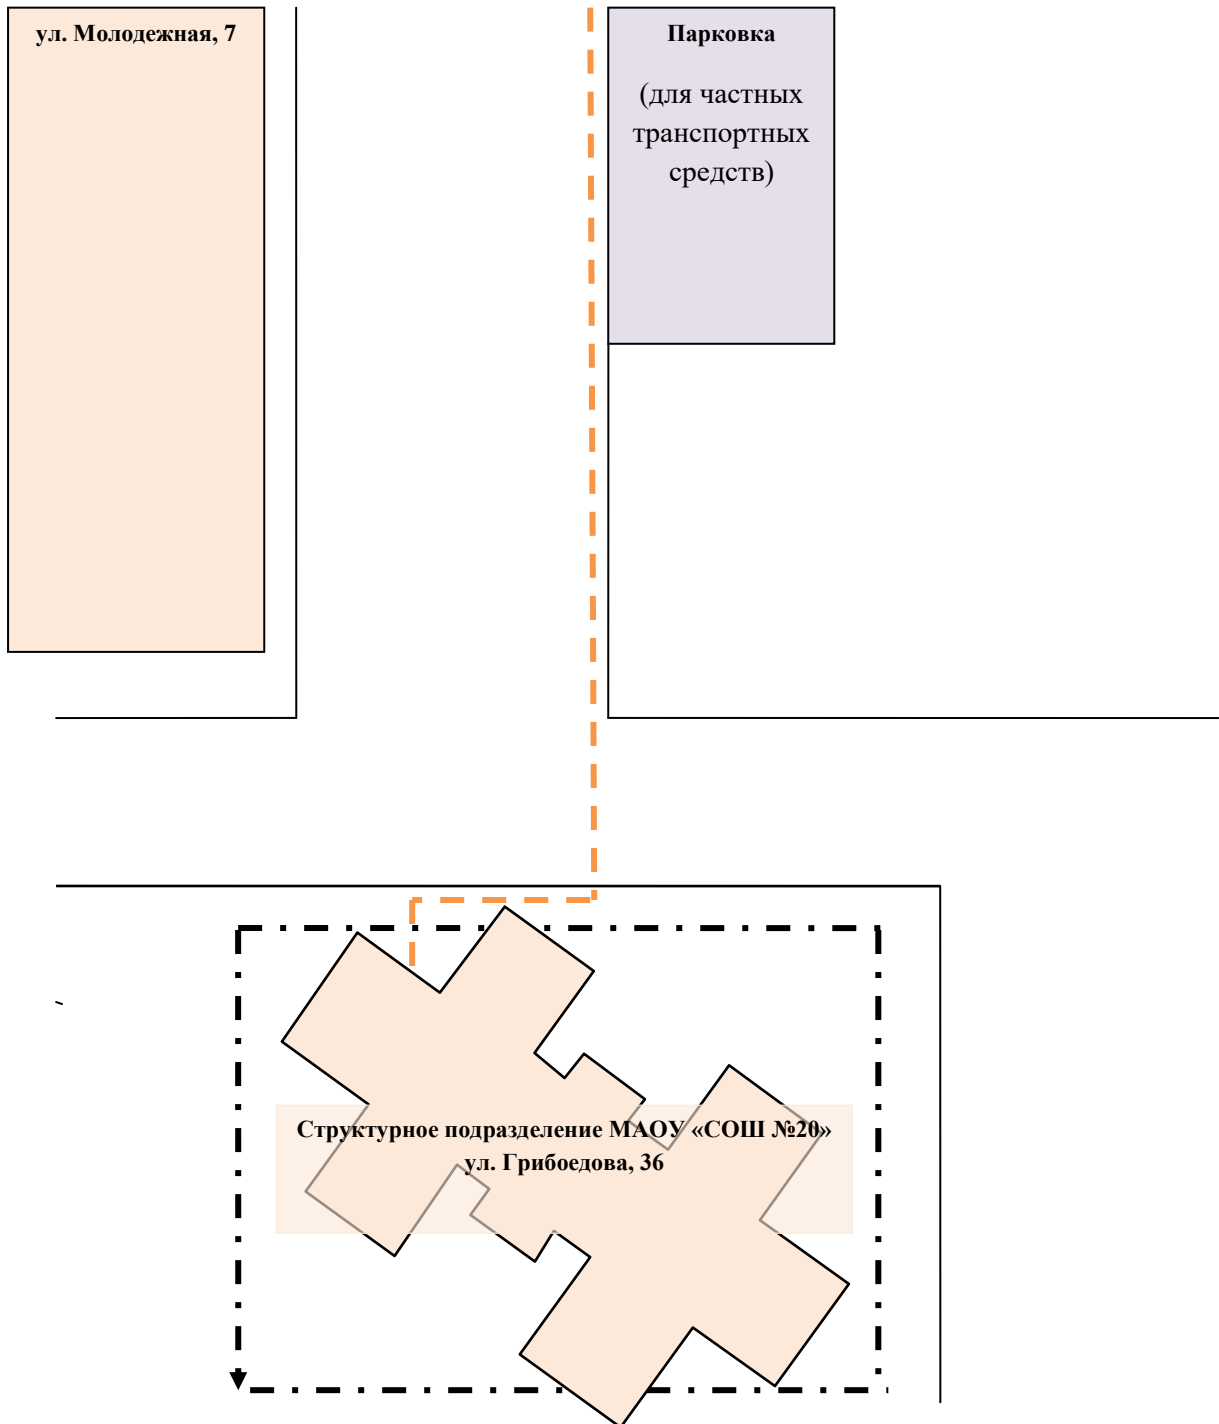 ул. Молодежная, 7
Парковка
(для частных
транспортных
средств)
Структурное подразделение МАОУ «СОШ №20»
ул. Грибоедова, 36